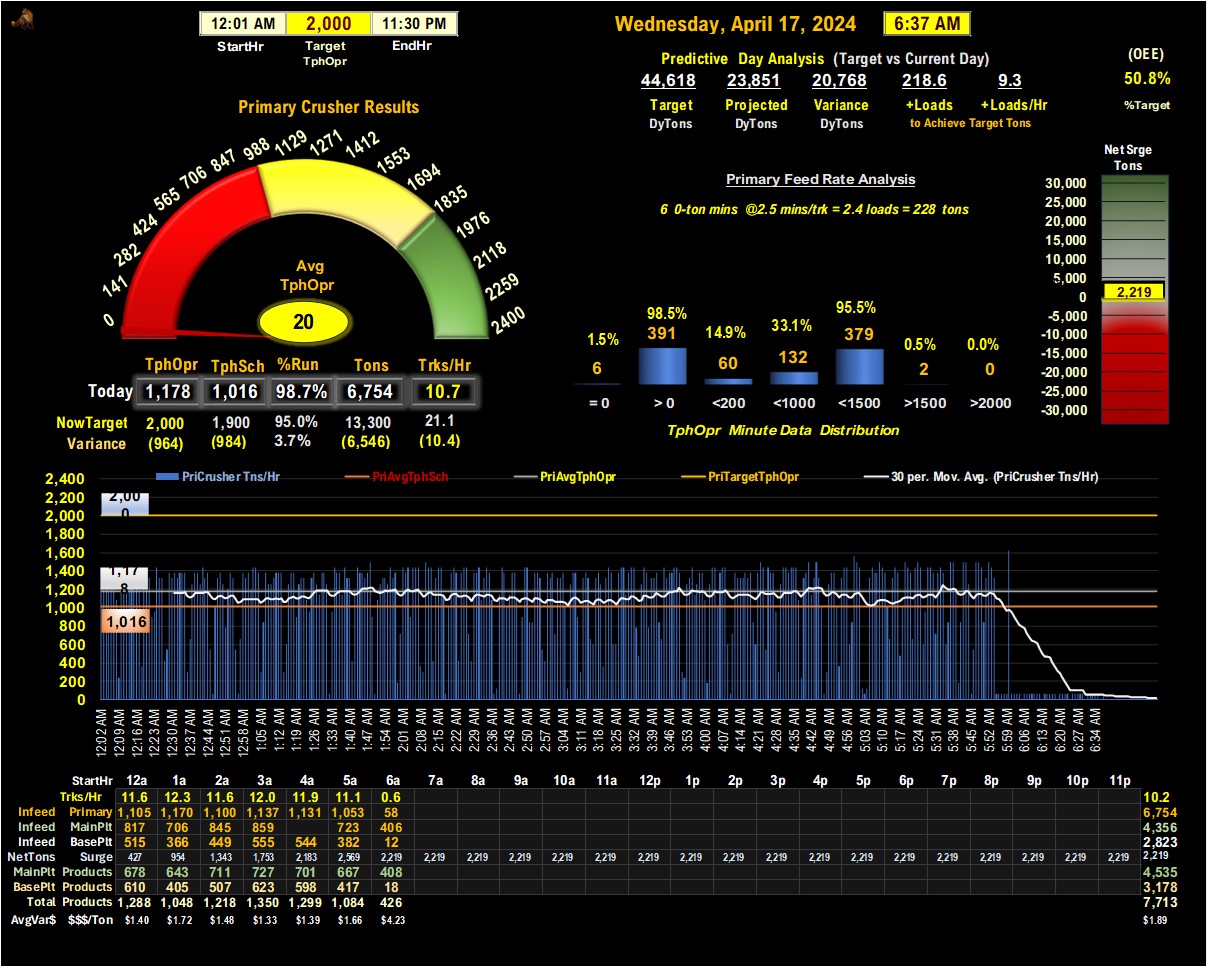 12:01 AM 2,000 11:30 PM
StartHr Target TphOpr EndHr
Wednesday, April 17, 2024 6:37 AM
Predictive Day Analysis (Target vs Current Day)
44,618 23,851 20,768 218.6 9.3
Target Projected Variance +Loads +Loads/Hr
DyTons DyTons DyTons to Achieve Target Tons
(OEE)
50.8%
%Target
Primary Crusher Results
0 141 282 424 565 706 847 988 1129 1271 1412 1553 1694 1835 1976 2118 2259 2400
Avg
TphOpr
20
TphOpr TphSch %Run Tons Trks/Hr
Today 1,178 1,016 98.7% 6,754 10.7
NowTarget 2,000 1,900 95.0% 13,300 21.1
Variance (964) (984) 3.7% (6,546) (10.4)
Primary Feed Rate Analysis
6 0-ton mins @2.5 mins/trk = 2.4 loads = 228 tons
1.5% 98.5% 14.9% 33.1% 95.5% 0.5% 0.0%
6 391 60 132 379 2 0
= 0 > 0 <200 <1000 <1500 >1500 >2000
TphOpr Minute Data Distribution
Net Srge
Tons
30,000
25,000
20,000
15,000
10,000
5,000
0
2,219
-5,000
-10,000
-15,000
-20,000
-25,000
-30,000
PriCrusher Tns/Hr PriAvgTphSch PriAvgTphOpr PriTargetTphOpr 30 per. Mov. Avg. (PriCrusher Tns/Hr)
2,400
2,200
2,000
1,800
1,600
1,400
1,200
1,000
800
600
400
200
0
2,00
0
1,17
8
1,016
12:02 AM 12:09 AM 12:16 AM 12:23 AM 12:30 AM 12:37 AM 12:44 AM 12:51 AM 12:58 AM 1:05 AM 1:12 AM 1:19 AM 1:26 AM 1:33 AM 1:40 AM 1:47 AM 1:54 AM 2:01 AM 2:08 AM 2:15 AM 2:22 AM 2:29 AM 2:36 AM 2:43 AM 2:50 AM 2:57 AM 3:04 AM 3:11 AM 3:18 AM 3:25 AM 3:32 AM 3:39 AM 3:46 AM 3:53 AM 4:00 AM 4:07 AM 4:14 AM 4:21 AM 4:28 AM 4:35 AM 4:42 AM 4:49 AM 4:56 AM 5:03 AM 5:10 AM 5:17 AM 5:24 AM 5:31 AM 5:38 AM 5:45 AM 5:52 AM 5:59 AM 6:06 AM 6:13 AM 6:20 AM 6:27 AM 6:34 AM
StartHr 12a 1a 2a 3a 4a 5a 6a 7a 8a 9a 10a 11a 12p 1p 2p 3p 4p 5p 6p 7p 8p 9p 10p 11p
Trks/Hr 11.6 12.3 11.6 12.0 11.9 11.1 0.6 10.2
Infeed Primary 1,105 1,170 1,100 1,137 1,131 1,053 58 6,754
Infeed MainPlt 817 706 845 859 723 406 4,356
Infeed BasePlt 515 366 449 555 544 382 12 2,823
NetTons Surge 427 954 1,343 1,753 2,183 2,569 2,219 2,219 2,219 2,219 2,219 2,219 2,219 2,219 2,219 2,219 2,219 2,219 2,219 2,219 2,219 2,219 2,219 2,219 2,219
MainPlt Products 678 643 711 727 701 667 408 4,535
BasePlt Products 610 405 507 623 598 417 18 3,178
Total Products 1,288 1,048 1,218 1,350 1,299 1,084 426 7,713
AvgVar$ $$$/Ton $1.40 $1.72 $1.48 $1.33 $1.39 $1.66 $4.23 $1.89